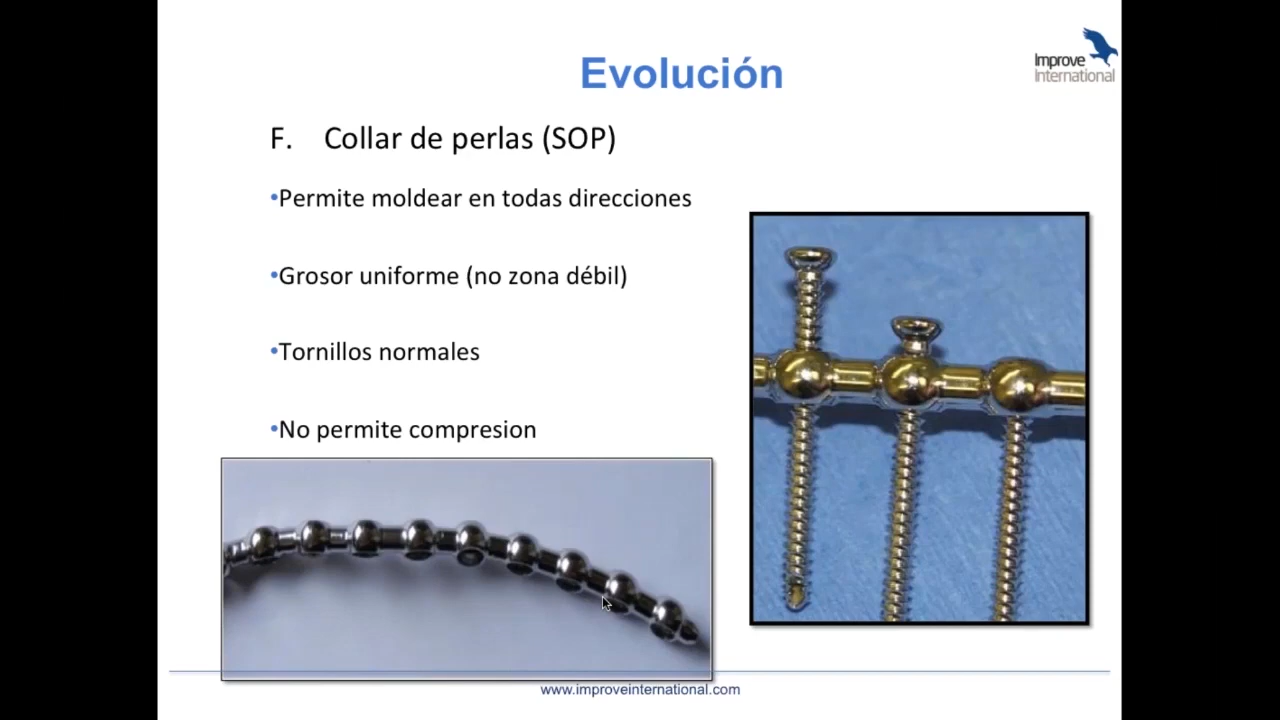 Evolución
Improve
International
F. Collar de perlas (SOP)
•Permite moldear en todas direcciones
•Grosor uniforme (no zona débil)
•Tornillos normales
•No permite compresion
www.improveinternational.com